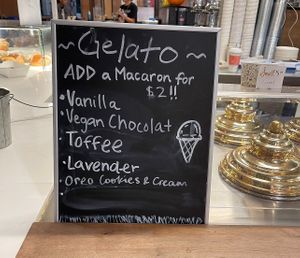 ~ Gelato ~
ADD a Macaron for
$2!!
• Vanilla
• Vegan Chocolat
Toffee
• Lavender
• Oreo Cookies & Cream